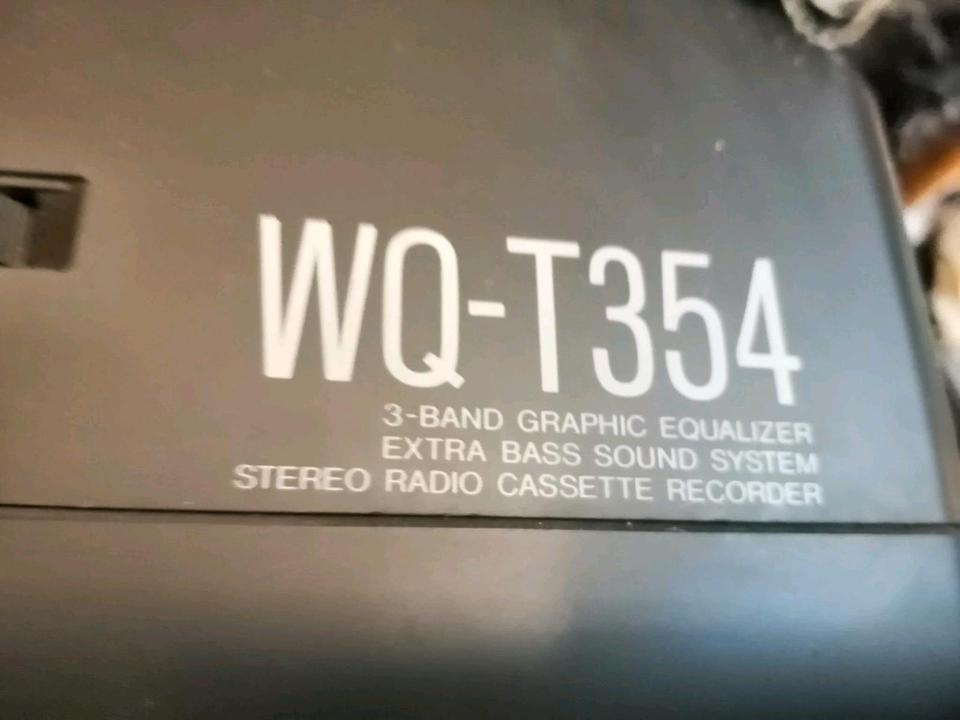 WQ-T354
3-BAND GRAPHIC EQUALIZER
EXTRA BASS SOUND SYSTEM
STEREO RADIO CASSETTE RECORDER